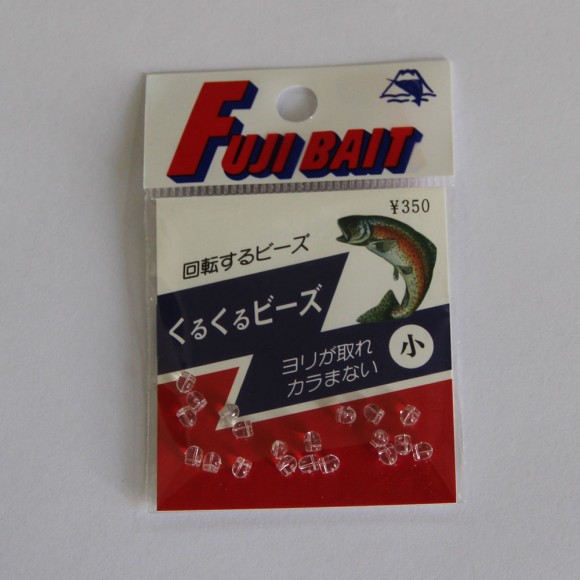 FUJI BAIT
¥350
回転するビーズ
くるくるビーズ
ヨリが取れ
カラまない
小